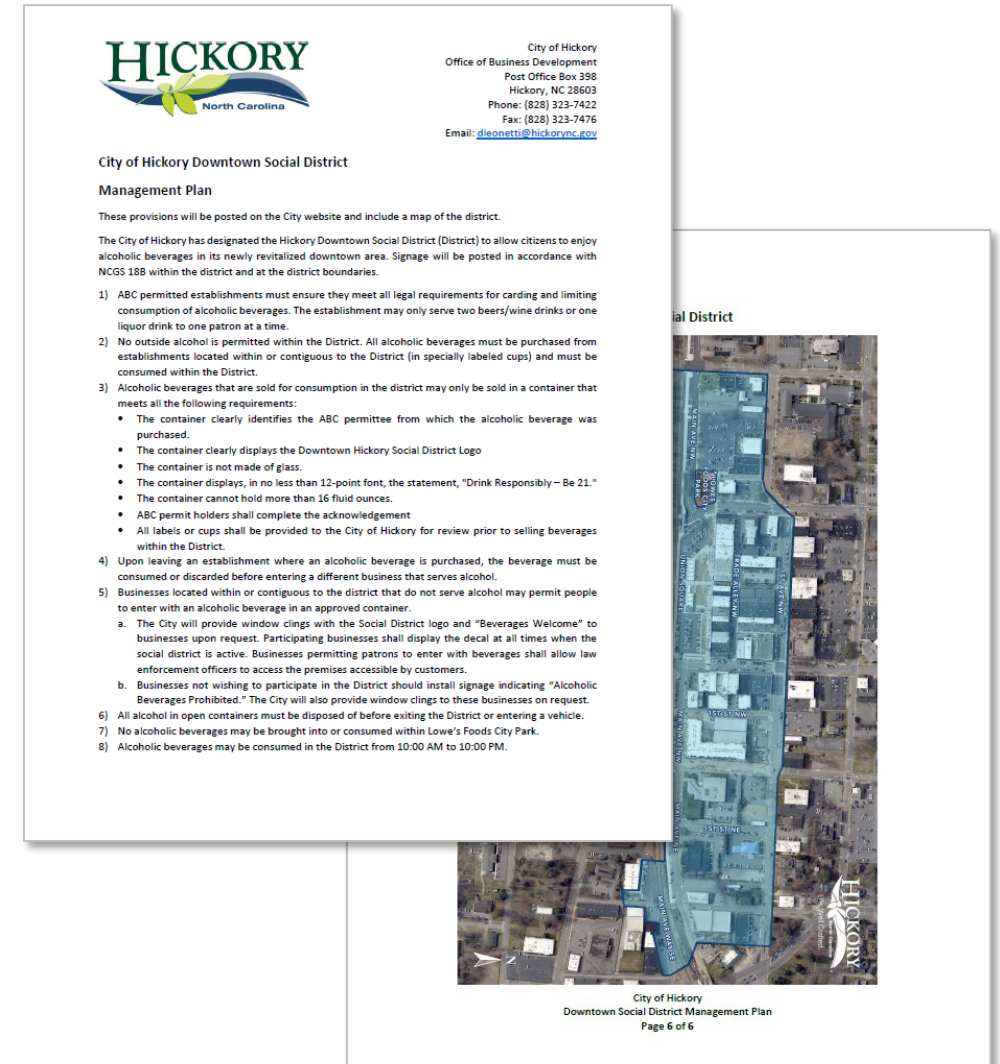 HICKORY
North Carolina
City of Hickory
Office of Business Development
Post Office Box 398
Hickory, NC 28603
Phone: (828) 323-7422
Fax: (828) 323-7476
Email: dleonetti@hickorync.gov
City of Hickory Downtown Social District
Management Plan
These provisions will be posted on the City website and include a map of the district.
The City of Hickory has designated the Hickory Downtown Social District (District) to allow citizens to enjoy
alcoholic beverages in its newly revitalized downtown area. Signage will be posted in accordance with
NCGS 18B within the district and at the district boundaries.
1) ABC permitted establishments must ensure they meet all legal requirements for carding and limiting
consumption of alcoholic beverages. The establishment may only serve two beers/wine drinks or one
liquor drink to one patron at a time.
2) No outside alcohol is permitted within the District. All alcoholic beverages must be purchased from
establishments located within or contiguous to the District (in specially labeled cups) and must be
consumed within the District.
3) Alcoholic beverages that are sold for consumption in the district may only be sold in a container that
meets all the following requirements:
• The container clearly identifies the ABC permittee from which the alcoholic beverage was
purchased.
• The container clearly displays the Downtown Hickory Social District Logo
• The container is not made of glass.
• The container displays, in no less than 12-point font, the statement, "Drink Responsibly – Be 21."
• The container cannot hold more than 16 fluid ounces.
• ABC permit holders shall complete the acknowledgement
• All labels or cups shall be provided to the City of Hickory for review prior to selling beverages
within the District.
4) Upon leaving an establishment where an alcoholic beverage is purchased, the beverage must be
consumed or discarded before entering a different business that serves alcohol.
5) Businesses located within or contiguous to the district that do not serve alcohol may permit people
to enter with an alcoholic beverage in an approved container.
a. The City will provide window clings with the Social District logo and “Beverages Welcome” to
businesses upon request. Participating businesses shall display the decal at all times when the
social district is active. Businesses permitting patrons to enter with beverages shall allow law
enforcement officers to access the premises accessible by customers.
b. Businesses not wishing to participate in the District should install signage indicating “Alcoholic
Beverages Prohibited.” The City will also provide window clings to these businesses on request.
6) All alcohol in open containers must be disposed of before exiting the District or entering a vehicle.
7) No alcoholic beverages may be brought into or consumed within Lowe’s Foods City Park.
8) Alcoholic beverages may be consumed in the District from 10:00 AM to 10:00 PM.
ial District
MAIN AVE NW
LOWES
FOODS CITY
PARK
UNION SQUARE
TRADE ALLEY NW
1ST AVE NW
1ST ST NW
MAIN AVE NW
MAIN AVE NE
1ST ST NE
MAIN AVE WAY SE
N
HICKORY
Life. Well Crafted.
City of Hickory
Downtown Social District Management Plan
Page 6 of 6